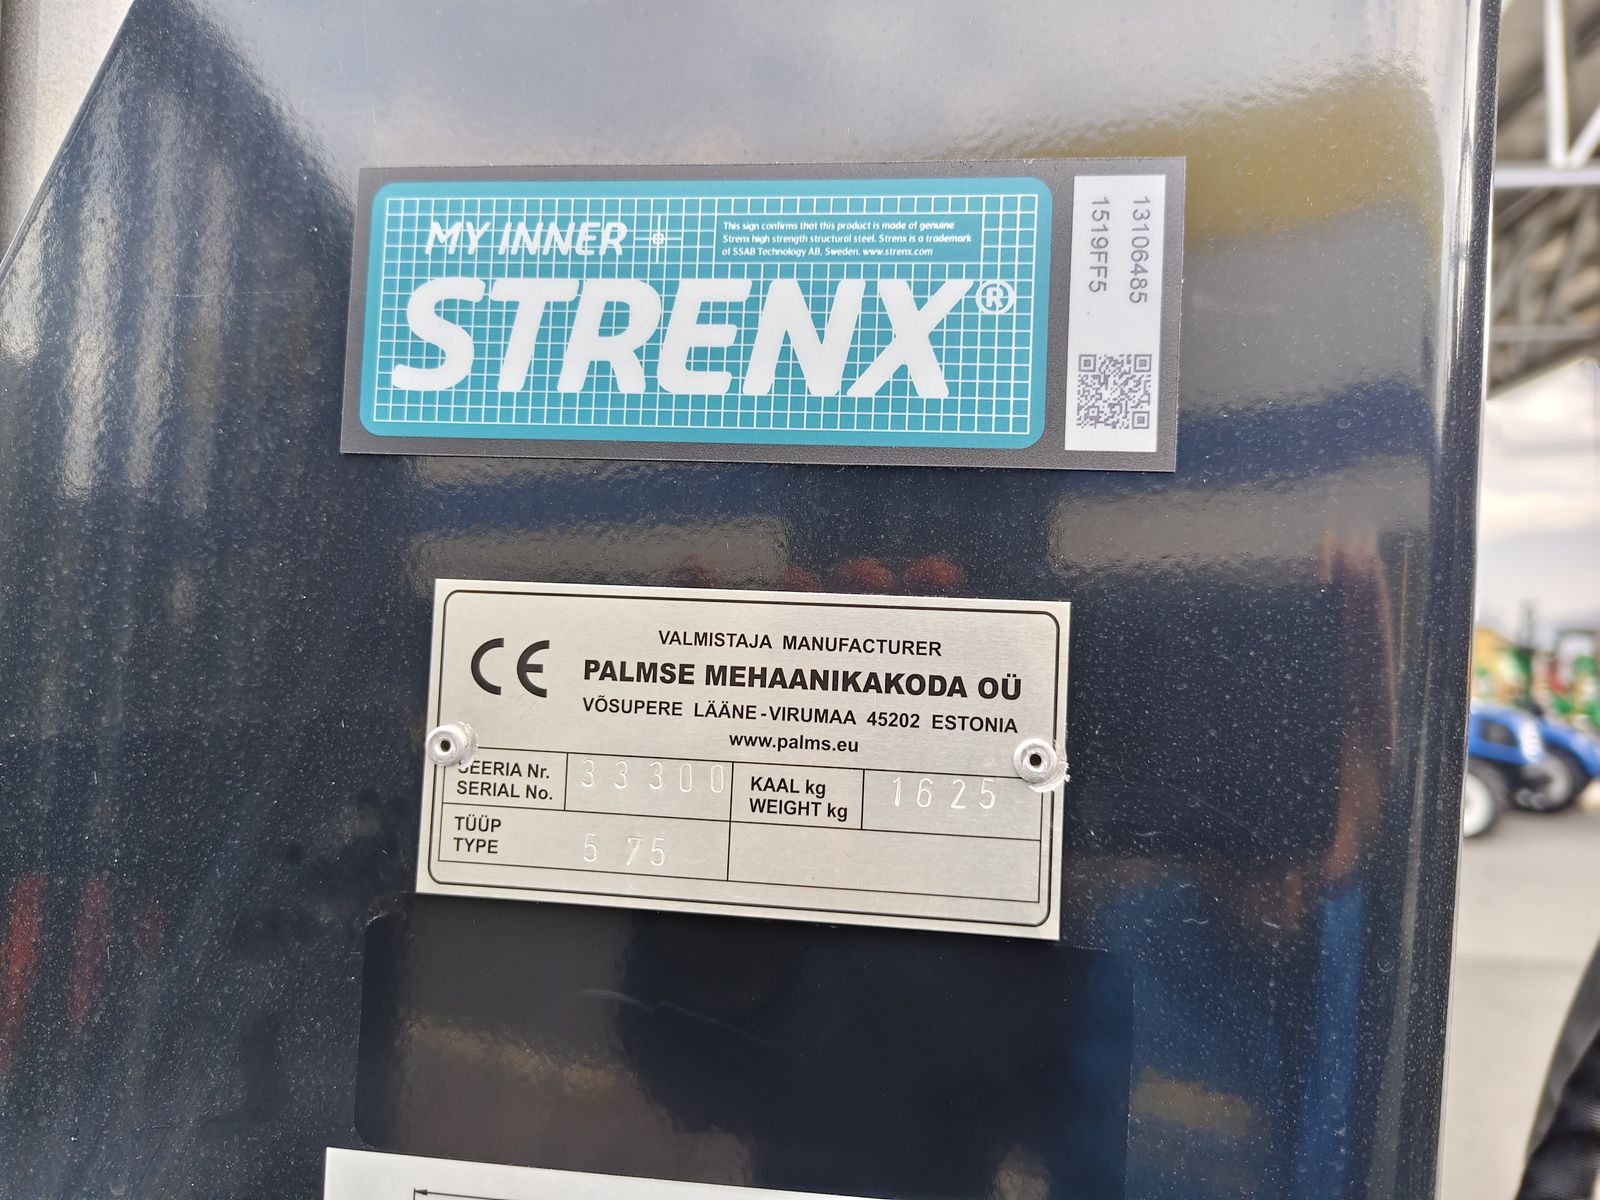 MY INNER
This sign confirms that this product is made of genuine
Strenx high strength structural steel. Strenx is a trademark
of SSAB Technology AB, Sweden. www.strenx.com
STRENX®
13106485
1519FF5
CE
VALMISTAJA MANUFACTURER
PALMSE MEHAANIKAKODA OÜ
VÕSUPERE LÄÄNE-VIRUMAA 45202 ESTONIA
www.palms.eu
SEERIA Nr. 33300
SERIAL No.
KAAL kg 1625
WEIGHT kg
TÜÜP
TYPE 575